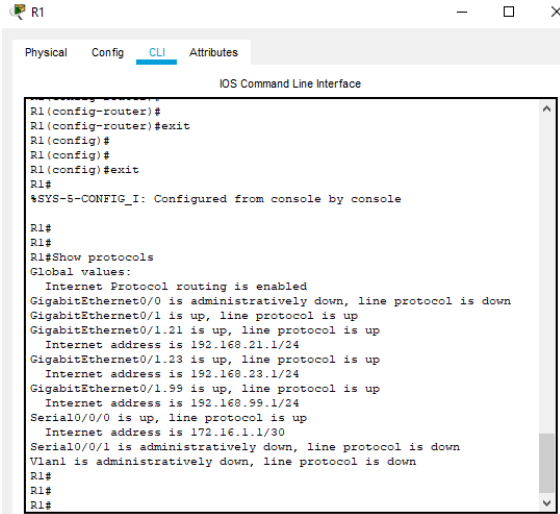 R1
Physical Config CLI Attributes
IOS Command Line Interface
R1(config-router)#
R1(config-router)#exit
R1(config)#
R1(config)#
R1(config)#exit
R1#
%SYS-5-CONFIG_I: Configured from console by console
R1#
R1#
R1#Show protocols
Global values:
  Internet Protocol routing is enabled
GigabitEthernet0/0 is administratively down, line protocol is down
GigabitEthernet0/1 is up, line protocol is up
GigabitEthernet0/1.21 is up, line protocol is up
  Internet address is 192.168.21.1/24
GigabitEthernet0/1.23 is up, line protocol is up
  Internet address is 192.168.23.1/24
GigabitEthernet0/1.99 is up, line protocol is up
  Internet address is 192.168.99.1/24
Serial0/0/0 is up, line protocol is up
  Internet address is 172.16.1.1/30
Serial0/0/1 is administratively down, line protocol is down
Vlan1 is administratively down, line protocol is down
R1#
R1#
R1#